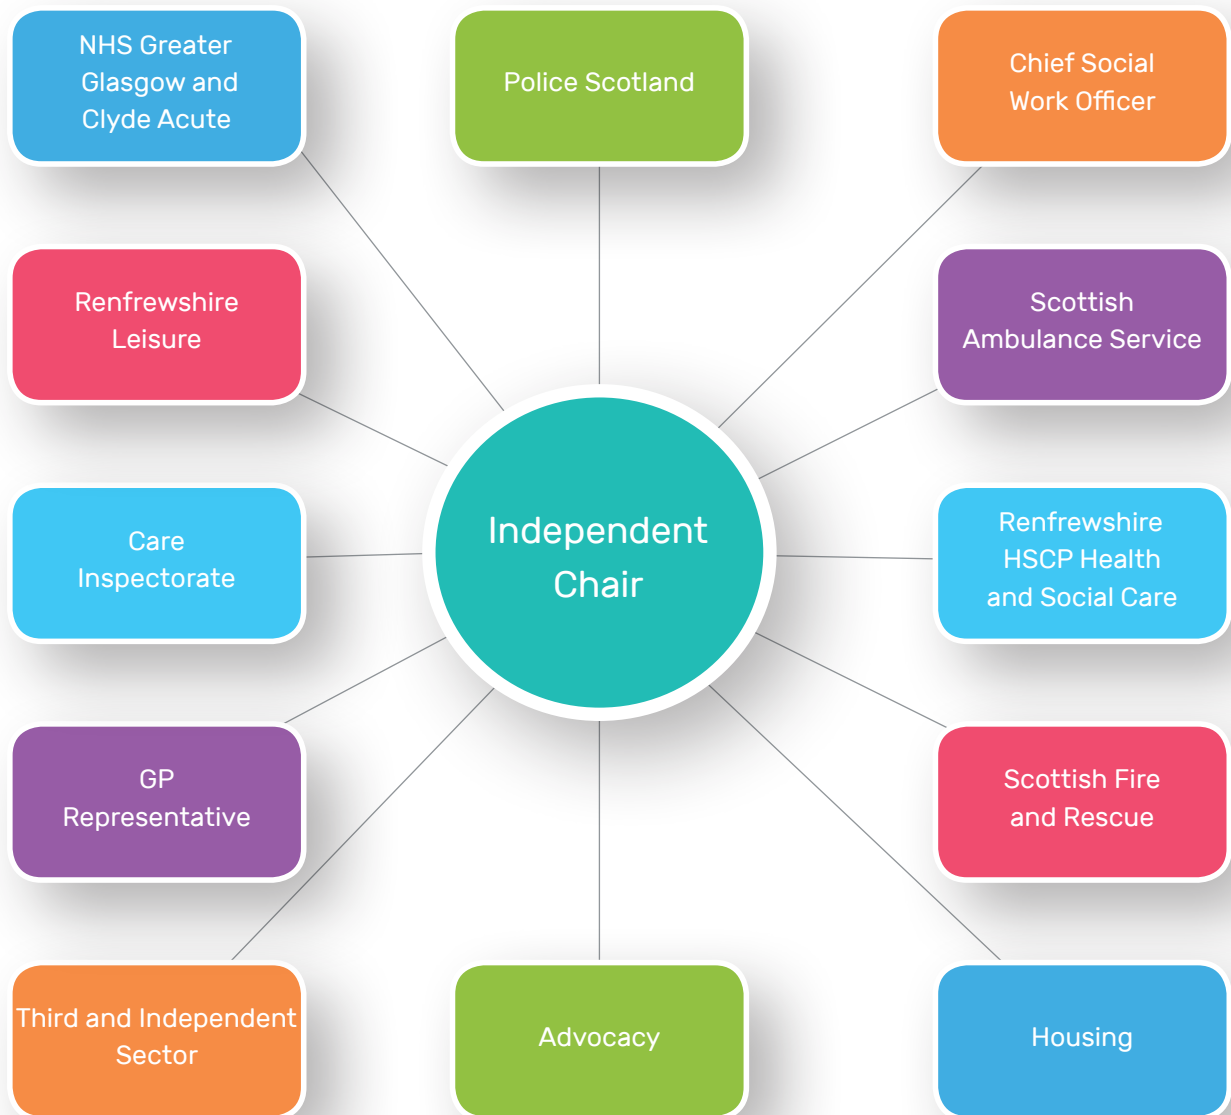 NHS Greater
Glasgow and
Clyde Acute
Police Scotland
Chief Social
Work Officer
Renfrewshire
Leisure
Scottish
Ambulance Service
Care
Inspectorate
Independent
Chair
Renfrewshire
HSCP Health
and Social Care
GP
Representative
Scottish Fire
and Rescue
Third and Independent
Sector
Advocacy
Housing